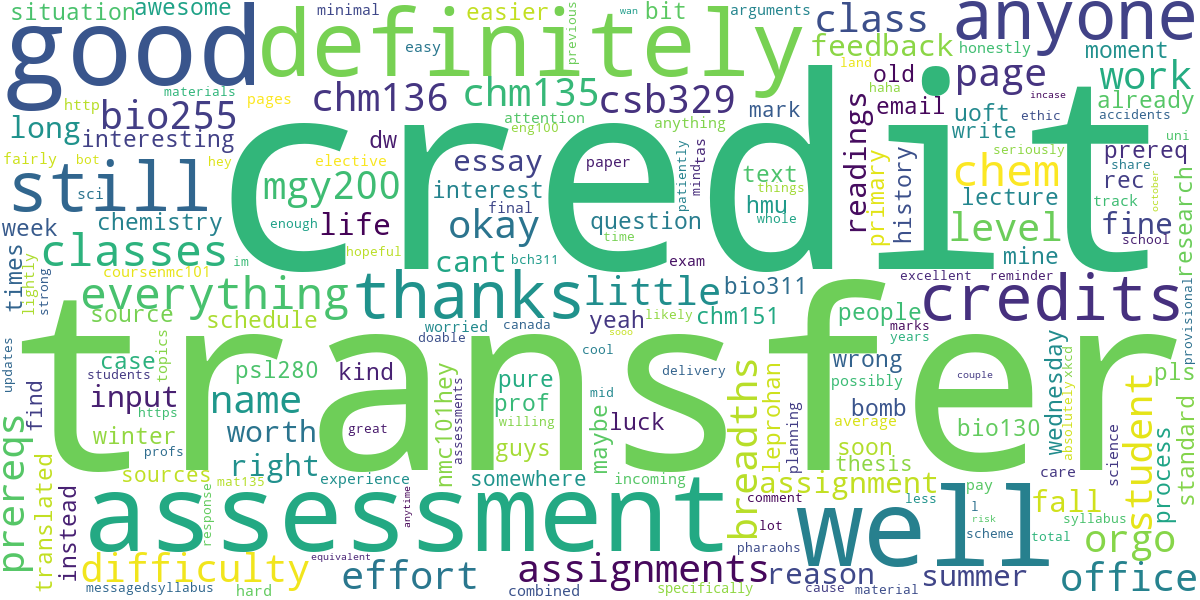 situation awesome minimal easier bit arguments class anyone
good definitely easy previous wan feedback honestly moment
http materials chm136 chm135 csb329 page land haha old work
pages bio255 attention eng100 anything mark email incase already
long interesting dw essay paper readings uoft ethic accidents
fairly bot hey elective credit write seriously uni prereq
still sci mgy200 interest final patiently mind tas text things hmu whole primary history chem share rec october
week chemistry enough life okay question time lecture level track fine school research
times classes im hopeful cant bch311 exam mine
lightly strong coursenmc101 everything thanks little bio311 excellent reminder credits
source schedule worried doable canada yeah likely sooo chm151 people marks years provisional
updates case topics students psl280 kind cool delivery wrong possibly wednesday xkcd absolutely pls
find input https name transfer pure prof willing mid luck maybe bomb couple standard
prereqs winter profs worth great guys breadths leprohan planning average soon bio130 student science process
translated sources right mat135 experience nmc101hey assessments somewhere incoming assignment thesis care
instead response assessment anytime comment lot well less pay l risk scheme fall syllabus total orgo
difficulty equivalent effort assignments pharaohs reason summer office
messagedsyllabus hard combined specifically cause material